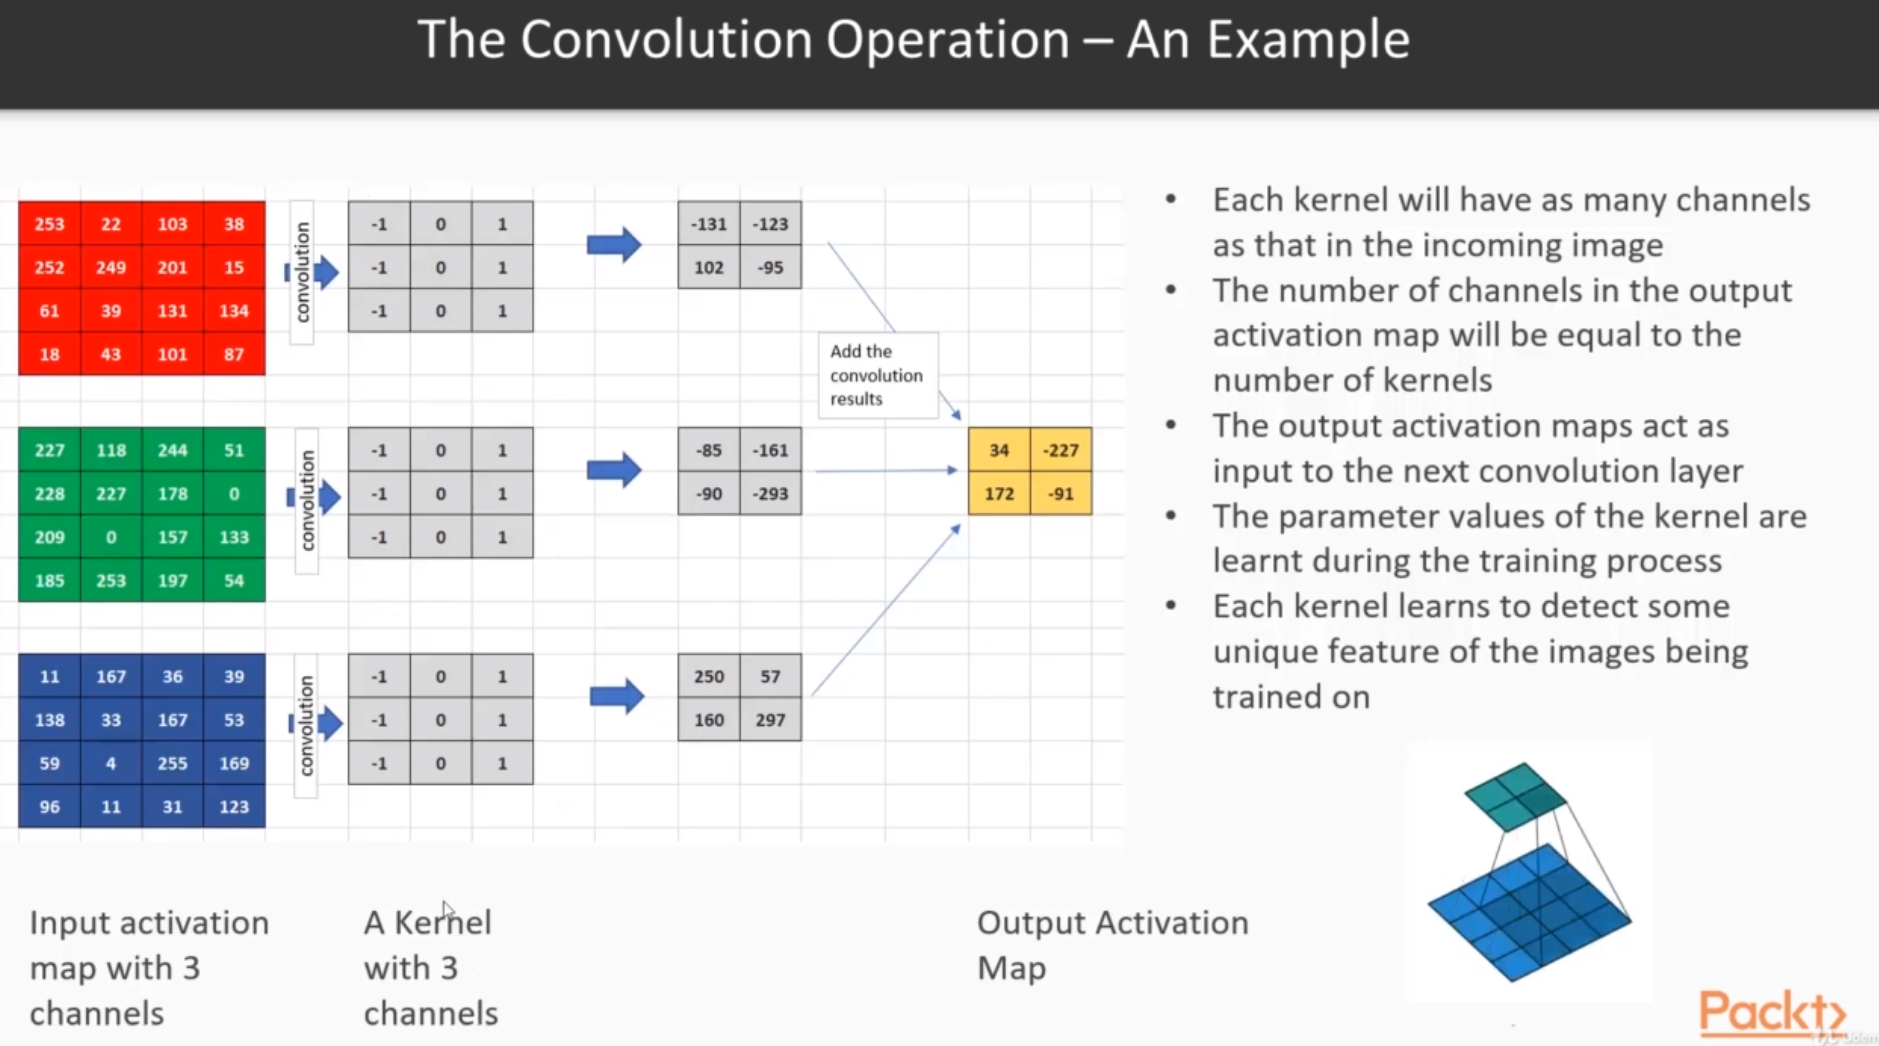 The Convolution Operation – An Example
253 22 103 38
252 249 201 15
61 39 131 134
18 43 101 87
convolution
-1 0 1
-1 0 1
-1 0 1
-131 -123
102 -95
Add the
convolution
results
227 118 244 51
228 227 178 0
209 0 157 133
185 253 197 54
convolution
-1 0 1
-1 0 1
-1 0 1
-85 -161
-90 -293
34 -227
172 -91
11 167 36 39
138 33 167 53
59 4 255 169
96 11 31 123
convolution
-1 0 1
-1 0 1
-1 0 1
250 57
160 297
Input activation
map with 3
channels
A Kernel
with 3
channels
Output Activation
Map
• Each kernel will have as many channels
as that in the incoming image
• The number of channels in the output
activation map will be equal to the
number of kernels
• The output activation maps act as
input to the next convolution layer
• The parameter values of the kernel are
learnt during the training process
• Each kernel learns to detect some
unique feature of the images being
trained on
Packt>